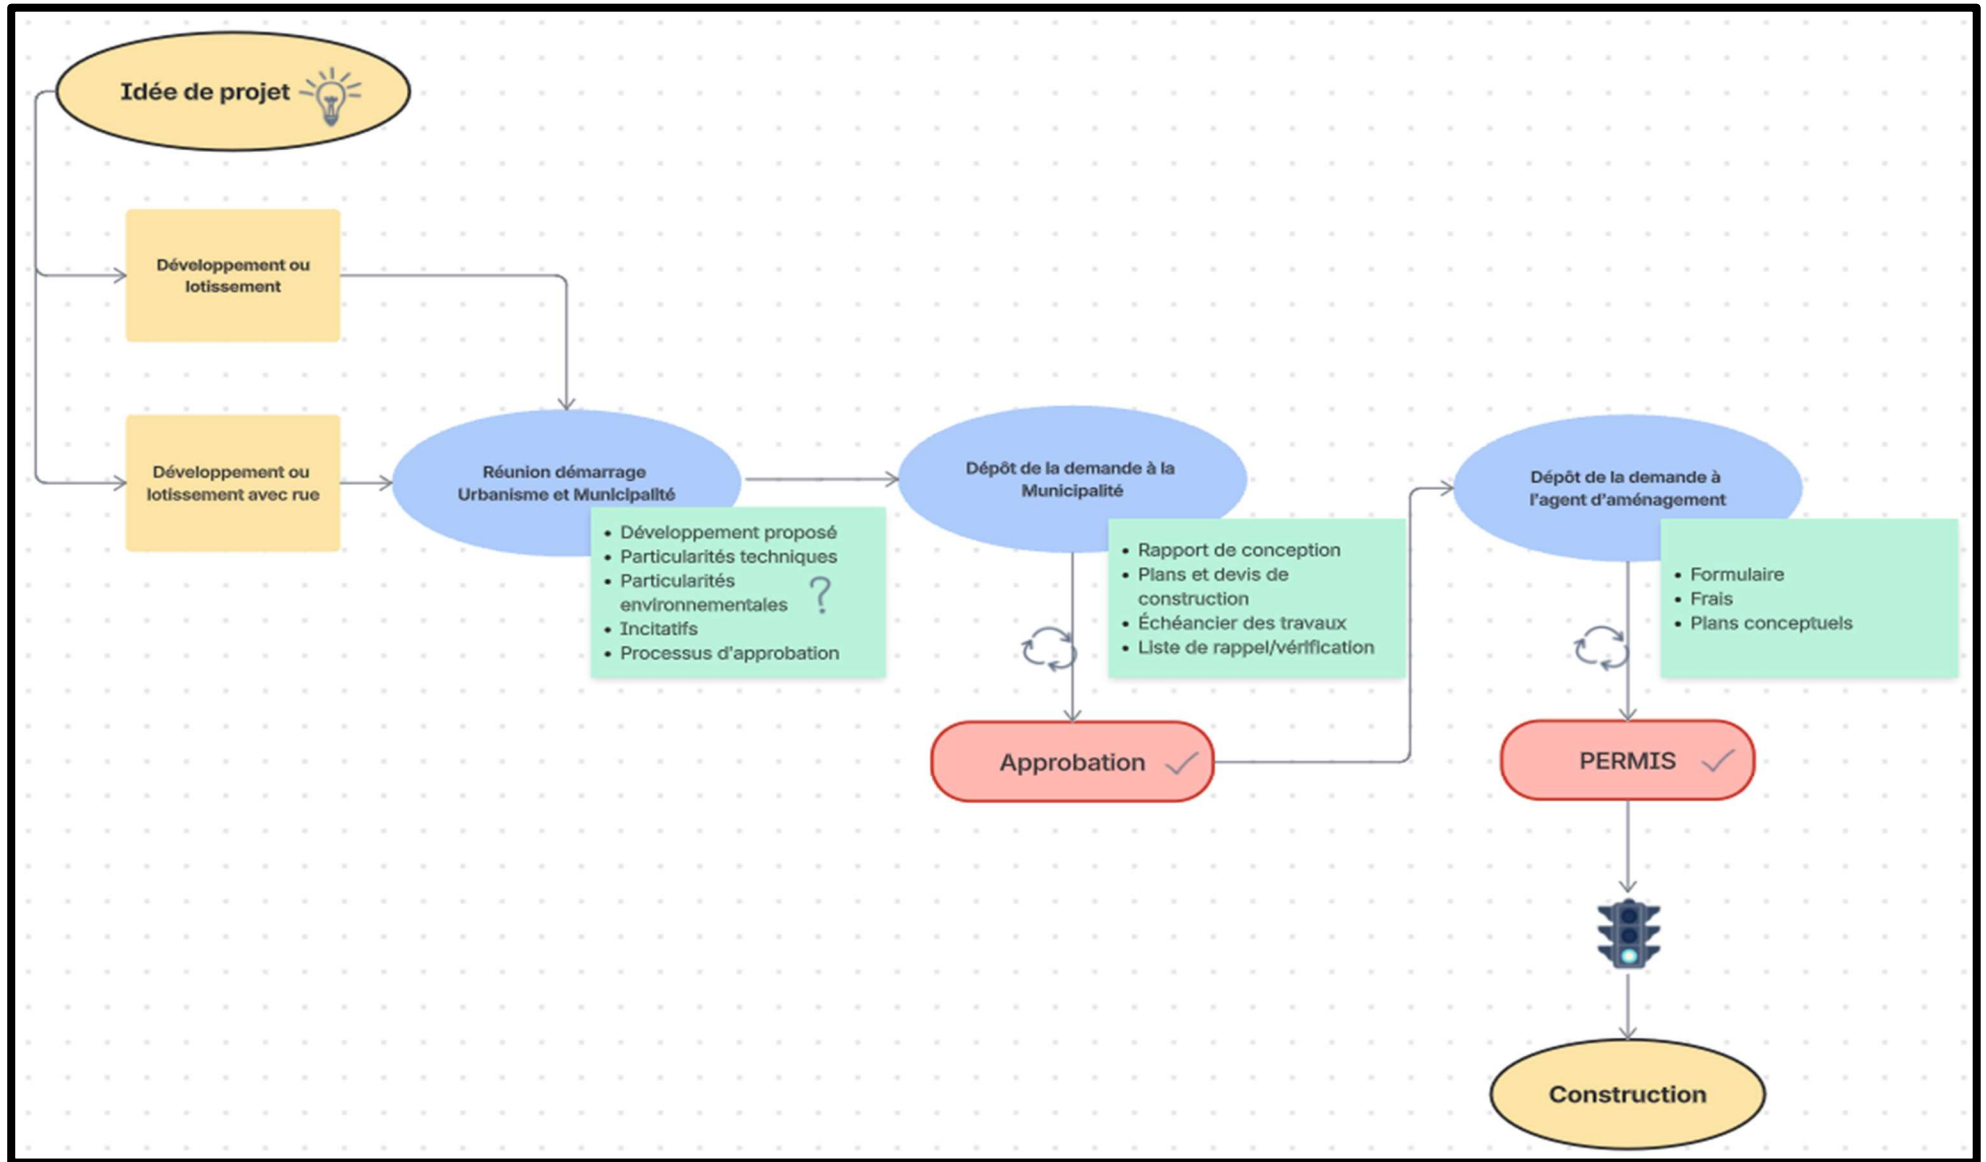 Idée de projet
Développement ou
lotissement
Développement ou
lotissement avec rue
Réunion démarrage
Urbanisme et Municipalité
• Développement proposé
• Particularités techniques
• Particularités
environnementales ?
• Incitatifs
• Processus d'approbation
Dépôt de la demande à la
Municipalité
• Rapport de conception
• Plans et devis de
construction
• Échéancier des travaux
• Liste de rappel/vérification
Approbation
Dépôt de la demande à
l'agent d'aménagement
• Formulaire
• Frais
• Plans conceptuels
PERMIS
Construction